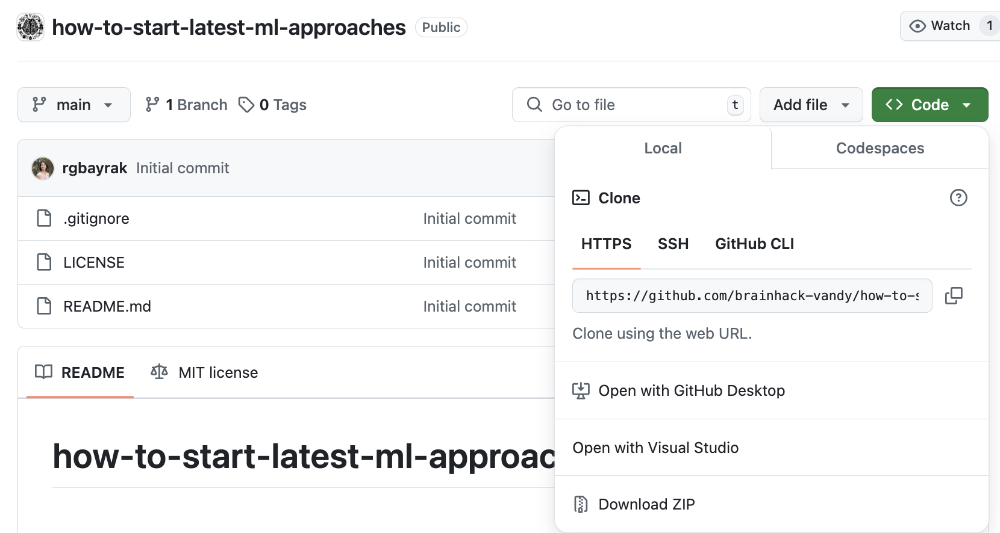 how-to-start-latest-ml-approaches Public
Watch 1
main 1 Branch 0 Tags
Go to file t Add file Code
rgbayrak Initial commit
.gitignore Initial commit
LICENSE Initial commit
README.md Initial commit
README MIT license
how-to-start-latest-ml-approac
Local Codespaces
Clone
HTTPS SSH GitHub CLI
https://github.com/brainhack-vandy/how-to-s
Clone using the web URL.
Open with GitHub Desktop
Open with Visual Studio
Download ZIP